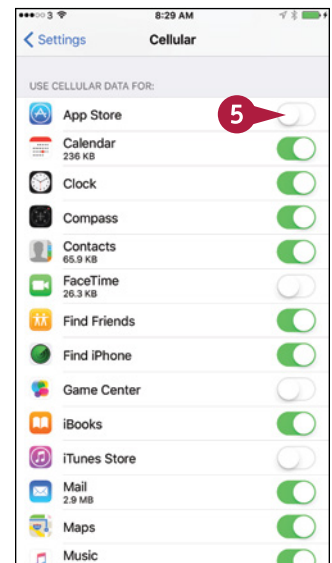 3 8:29 AM
Settings Cellular
USE CELLULAR DATA FOR:
App Store
5
Calendar
236 KB
Clock
Compass
Contacts
65.9 KB
FaceTime
26.3 KB
Find Friends
Find iPhone
Game Center
iBooks
iTunes Store
Mail
2.9 MB
Maps
Music